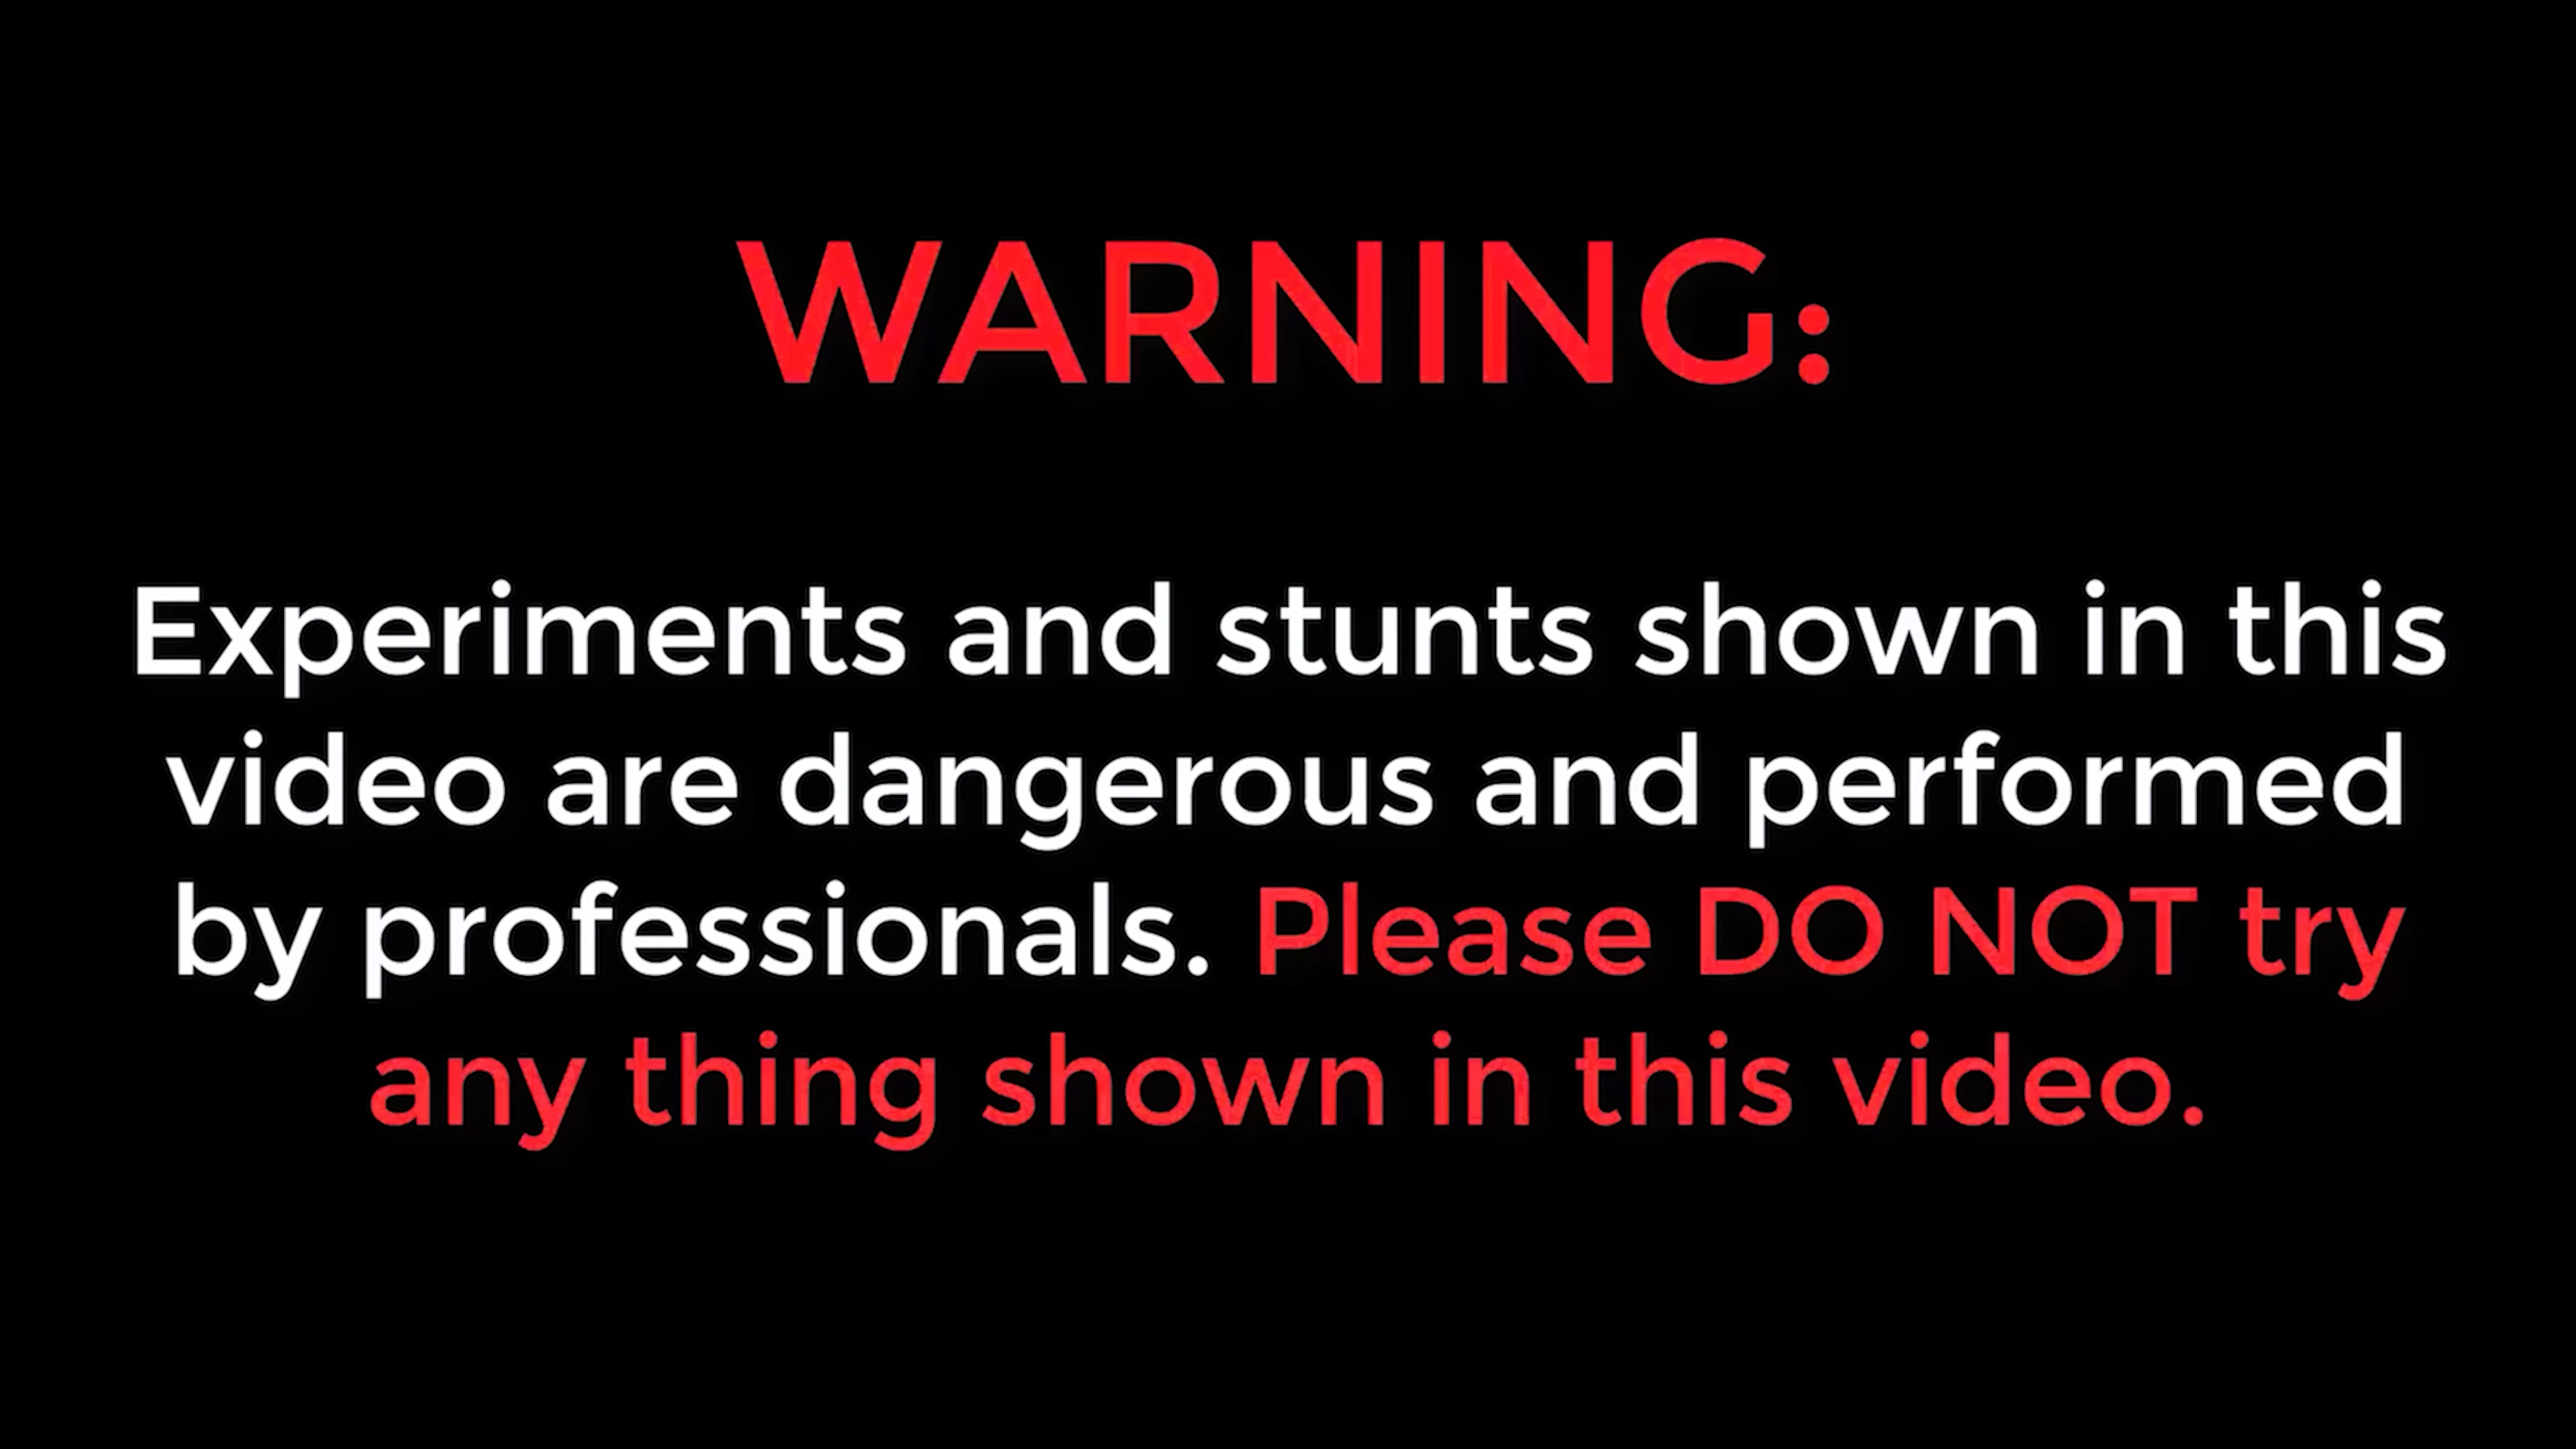 WARNING:
Experiments and stunts shown in this
video are dangerous and performed
by professionals. Please DO NOT try
any thing shown in this video.